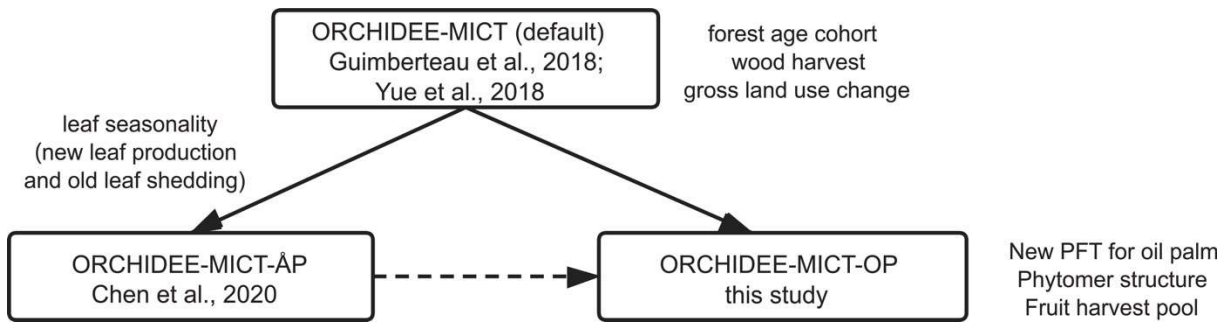 ORCHIDEE-MICT (default)
Guimberteau et al., 2018;
Yue et al., 2018
forest age cohort
wood harvest
gross land use change
leaf seasonality
(new leaf production
and old leaf shedding)
ORCHIDEE-MICT-ÅP
Chen et al., 2020
ORCHIDEE-MICT-OP
this study
New PFT for oil palm
Phytomer structure
Fruit harvest pool